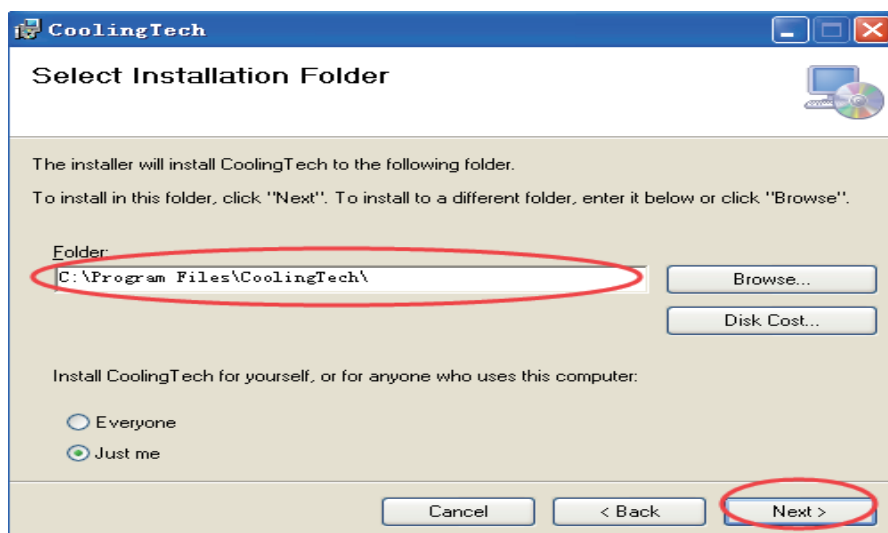 CoolingTech
Select Installation Folder
The installer will install CoolingTech to the following folder.
To install in this folder, click "Next". To install to a different folder, enter it below or click "Browse".
Folder:
C:\Program Files\CoolingTech\
Browse...
Disk Cost...
Install CoolingTech for yourself, or for anyone who uses this computer:
Everyone
Just me
Cancel
< Back
Next >